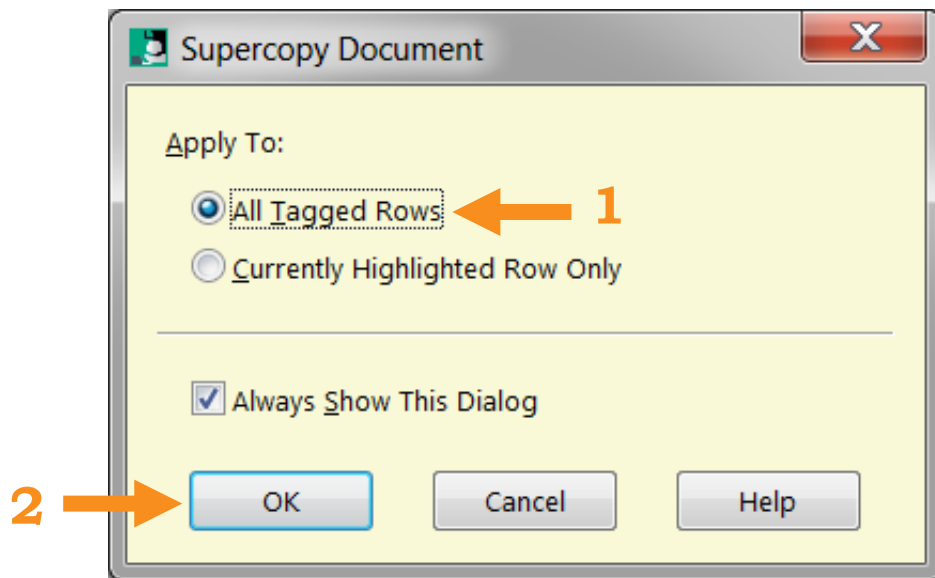 Supercopy Document
Apply To:
All Tagged Rows 1
Currently Highlighted Row Only
Always Show This Dialog
2 OK Cancel Help